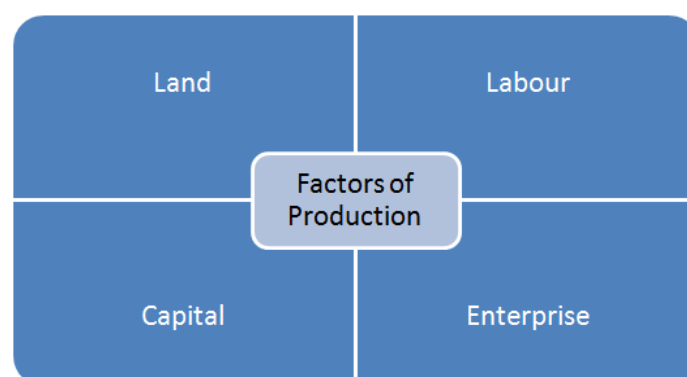 Land
Labour
Factors of
Production
Capital
Enterprise